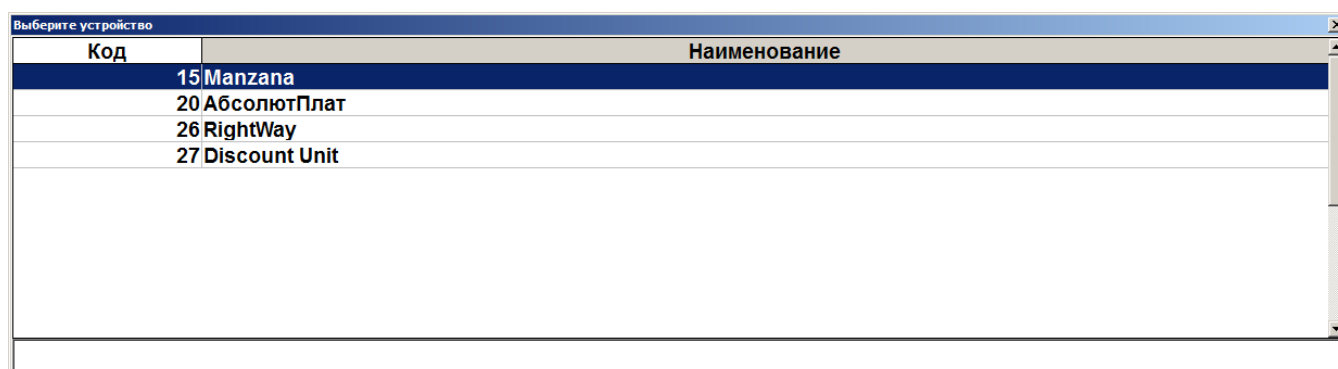 Выберите устройство
Код Наименование
15 Manzana
20 АбсолютПлат
26 RightWay
27 Discount Unit